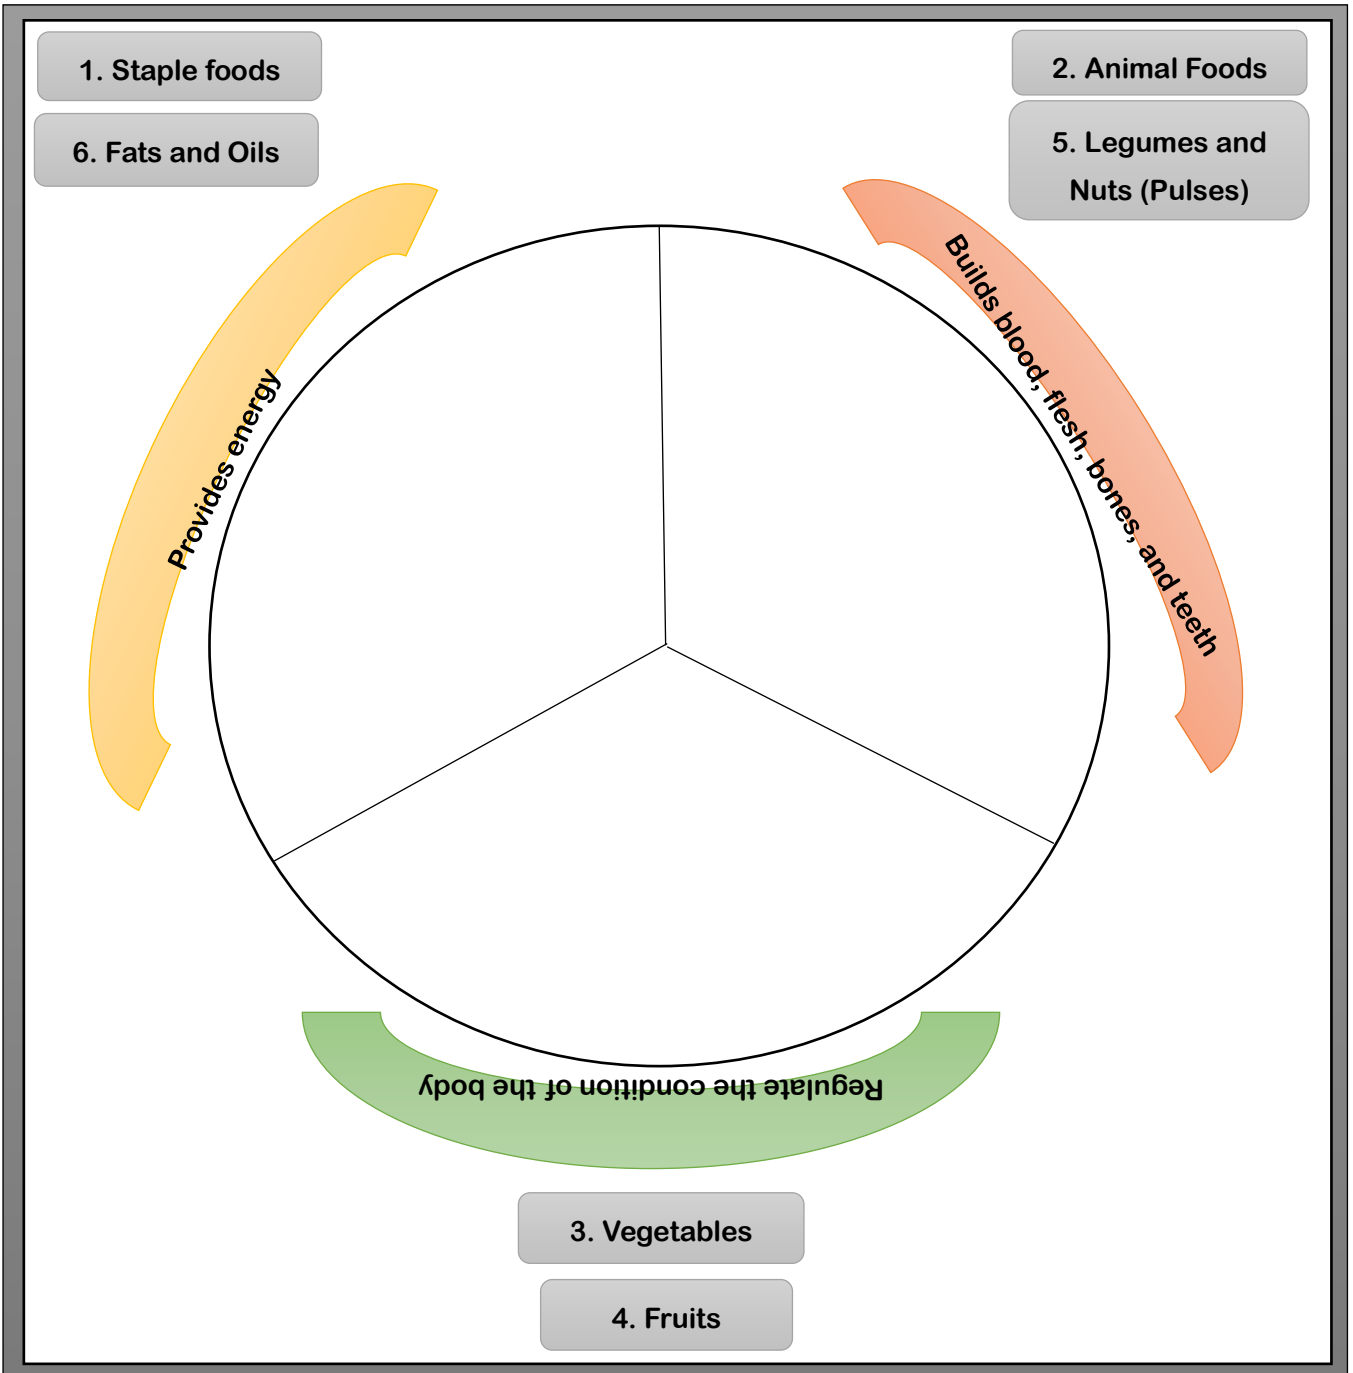 1. Staple foods
6. Fats and Oils
2. Animal Foods
5. Legumes and
Nuts (Pulses)
Provides energy
Builds blood, flesh, bones, and teeth
Regulate the condition of the body
3. Vegetables
4. Fruits